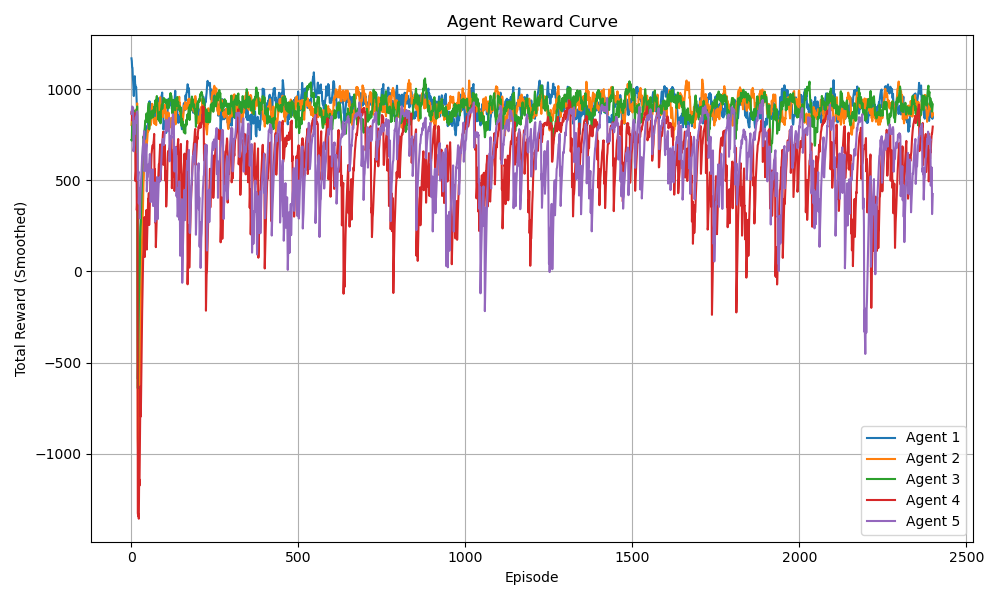 Agent Reward Curve
Total Reward (Smoothed)
1000
500
0
−500
−1000
0
500
1000
1500
2000
2500
Episode
Agent 1
Agent 2
Agent 3
Agent 4
Agent 5